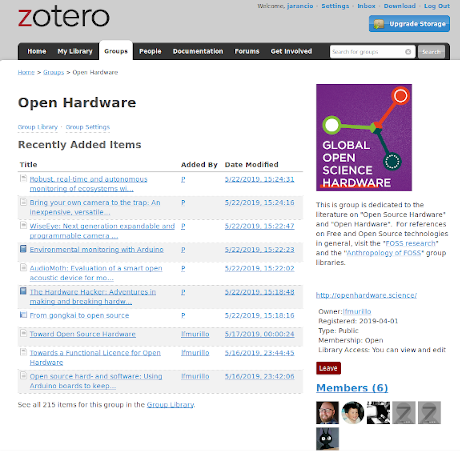 zotero
Welcome, jarancio · Settings · Inbox · Download · Log Out
Upgrade Storage
Home My Library Groups People Documentation Forums Get Involved Search for groups Search
Home > Groups > Open Hardware
Open Hardware
Group Library · Group Settings
Recently Added Items
Title Added By Date Modified
Robust, real-time and autonomous
monitoring of ecosystems wi... P 5/22/2019, 15:24:31
Bring your own camera to the trap: An
inexpensive, versatile... P 5/22/2019, 15:24:16
WiseEye: Next generation expandable and
programmable camera ... P 5/22/2019, 15:22:47
Environmental monitoring with Arduino P 5/22/2019, 15:22:23
AudioMoth: Evaluation of a smart open
acoustic device for mo... P 5/22/2019, 15:22:02
The Hardware Hacker: Adventures in
making and breaking hardw... P 5/22/2019, 15:18:48
From gongkai to open source P 5/22/2019, 15:18:16
Toward Open Source Hardware lfmurillo 5/17/2019, 00:00:24
Towards a Functional Licence for Open
Hardware lfmurillo 5/16/2019, 23:44:45
Open source hard- and software: Using
Arduino boards to keep... lfmurillo 5/16/2019, 23:42:06
See all 215 items for this group in the Group Library.
GLOBAL
OPEN
SCIENCE
HARDWARE
This is group is dedicated to the
literature on "Open Source Hardware"
and "Open Hardware". For references
on Free and Open Source technologies
in general, visit the "FOSS research"
and the "Anthropology of FOSS" group
libraries.
http://openhardware.science/
Owner:lfmurillo
Registered: 2019-04-01
Type: Public
Membership: Open
Library Access: You can view and edit
Leave
Members (6)
Z Z